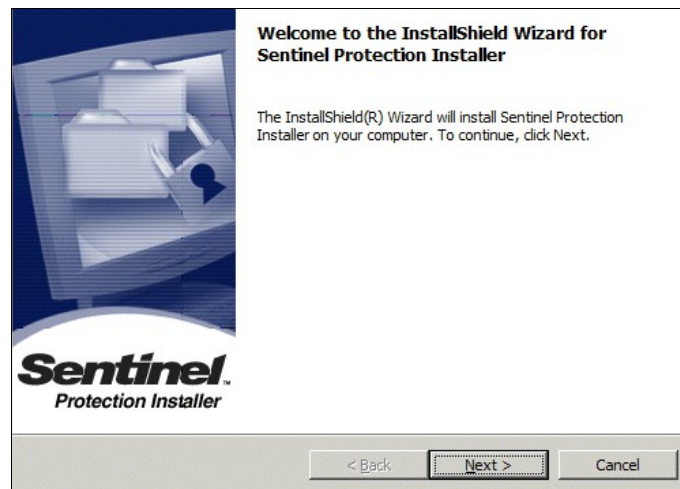 Welcome to the InstallShield Wizard for
Sentinel Protection Installer
The InstallShield(R) Wizard will install Sentinel Protection
Installer on your computer. To continue, click Next.
Sentinel™
Protection Installer
< Back
Next >
Cancel